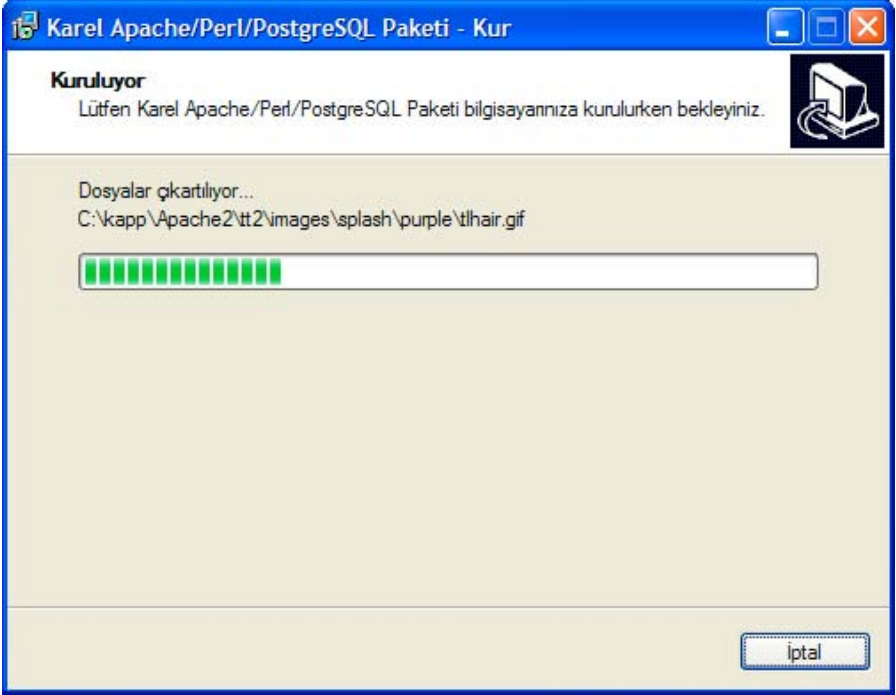 Karel Apache/Perl/PostgreSQL Paketi - Kur
Kuruluyor
Lütfen Karel Apache/Perl/PostgreSQL Paketi bilgisayarınıza kurulurken bekleyiniz.
Dosyalar çıkartılıyor...
C:\kapp\Apache2\tt2\images\splash\purple\tlhair.gif
İptal